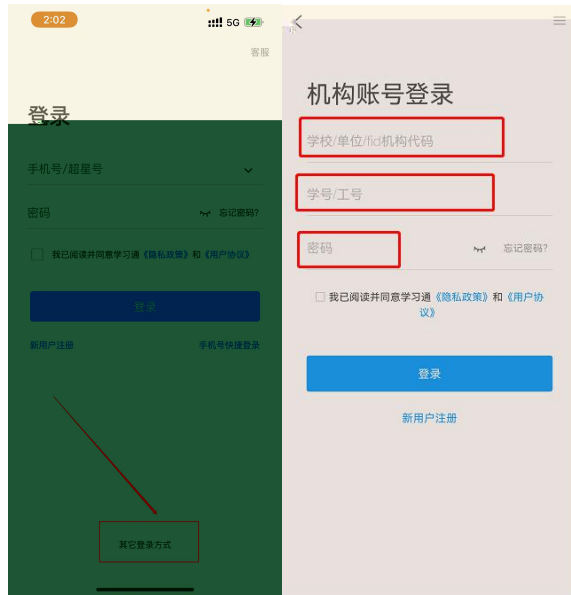 2:02
5G
客服
登录
手机号/超星号
密码
忘记密码?
我已阅读并同意学习通《隐私政策》和《用户协议》
登录
新用户注册
手机号快捷登录
其它登录方式
机构账号登录
学校/单位/fid机构代码
学号/工号
密码
忘记密码?
我已阅读并同意学习通《隐私政策》和《用户协
议》
登录
新用户注册